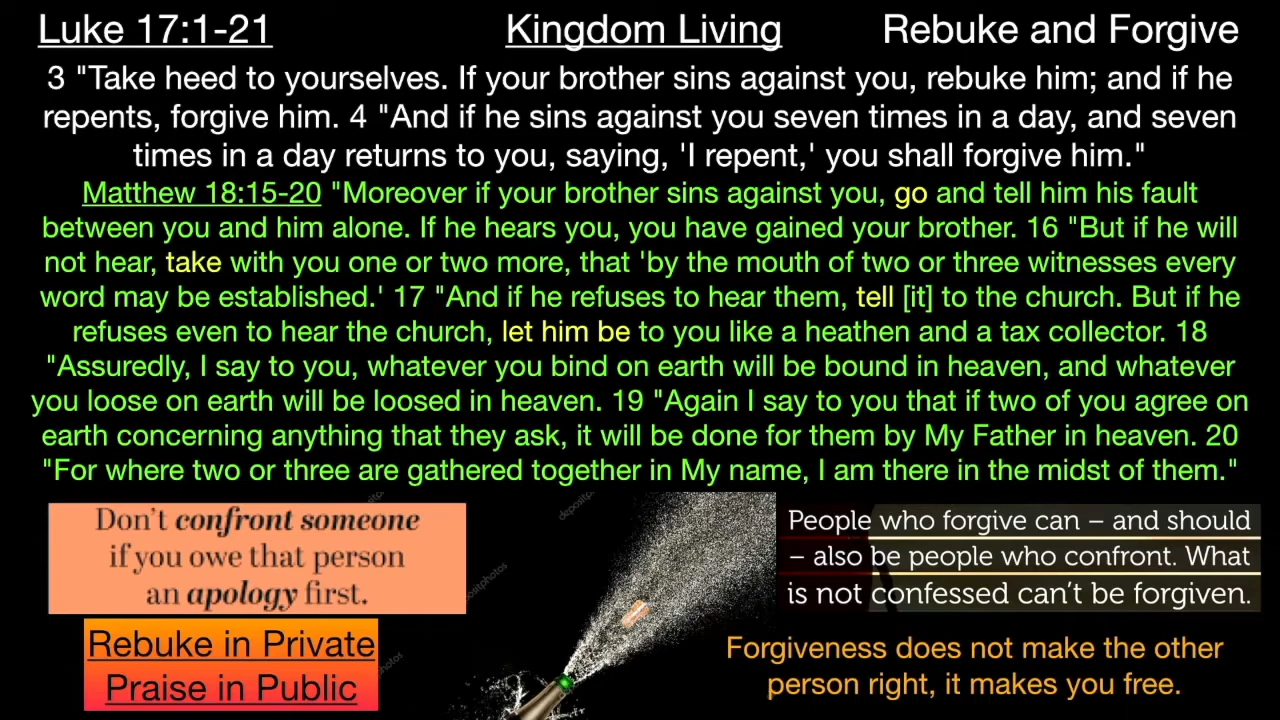 Luke 17:1-21 Kingdom Living Rebuke and Forgive
3 "Take heed to yourselves. If your brother sins against you, rebuke him; and if he
repents, forgive him. 4 "And if he sins against you seven times in a day, and seven
times in a day returns to you, saying, 'I repent,' you shall forgive him."
Matthew 18:15-20 "Moreover if your brother sins against you, go and tell him his fault
between you and him alone. If he hears you, you have gained your brother. 16 "But if he will
not hear, take with you one or two more, that 'by the mouth of two or three witnesses every
word may be established.' 17 "And if he refuses to hear them, tell [it] to the church. But if he
refuses even to hear the church, let him be to you like a heathen and a tax collector. 18
"Assuredly, I say to you, whatever you bind on earth will be bound in heaven, and whatever
you loose on earth will be loosed in heaven. 19 "Again I say to you that if two of you agree on
earth concerning anything that they ask, it will be done for them by My Father in heaven. 20
"For where two or three are gathered together in My name, I am there in the midst of them."
Don't confront someone
if you owe that person
an apology first.
Rebuke in Private
Praise in Public
People who forgive can – and should
– also be people who confront. What
is not confessed can't be forgiven.
Forgiveness does not make the other
person right, it makes you free.